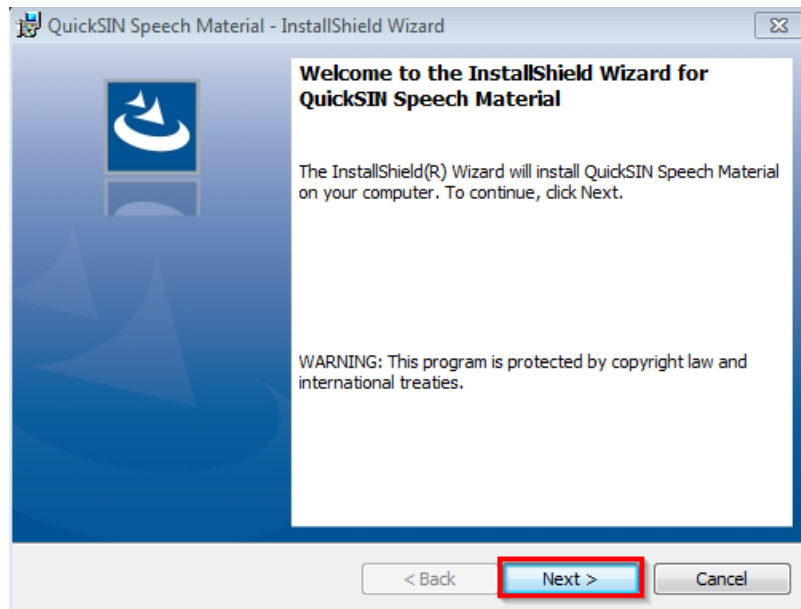 QuickSIN Speech Material - InstallShield Wizard
Welcome to the InstallShield Wizard for
QuickSIN Speech Material
The InstallShield(R) Wizard will install QuickSIN Speech Material
on your computer. To continue, click Next.
WARNING: This program is protected by copyright law and
international treaties.
< Back Next > Cancel